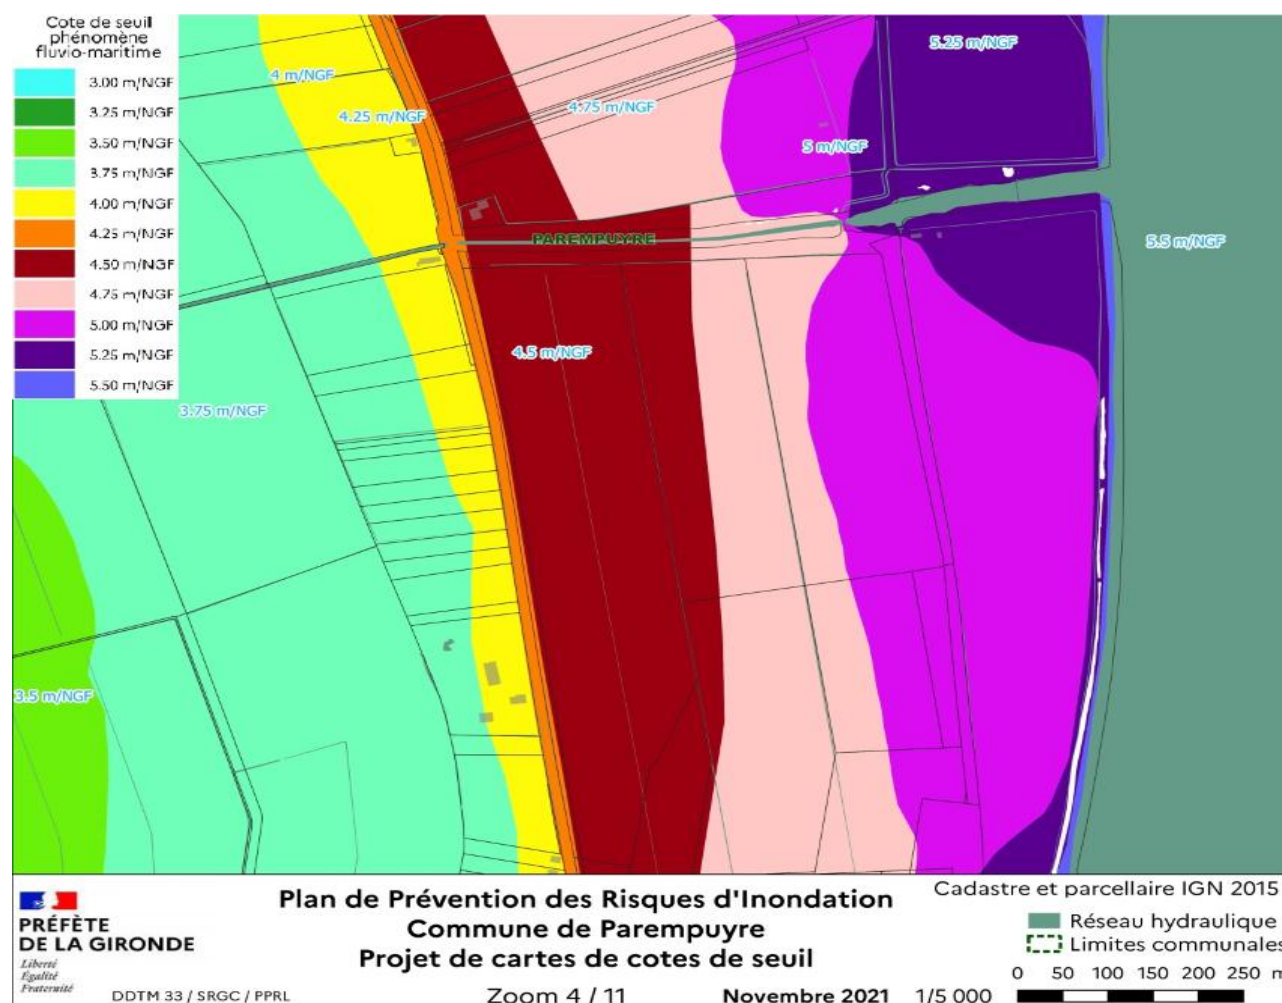 Cote de seuil
phénomène
fluvio-maritime
3.00 m/NGF
3.25 m/NGF
3.50 m/NGF
3.75 m/NGF
4.00 m/NGF
4.25 m/NGF
4.50 m/NGF
4.75 m/NGF
5.00 m/NGF
5.25 m/NGF
5.50 m/NGF
5.25 m/NGF
4 m/NGF
4.75 m/NGF
4.25 m/NGF
5 m/NGF
PAREMPUYRE
5.5 m/NGF
4.5 m/NGF
3.75 m/NGF
3.5 m/NGF
PRÉFÈTE
DE LA GIRONDE
Liberté
Égalité
Fraternité
DDTM 33 / SRGC / PPRL
Plan de Prévention des Risques d'Inondation
Commune de Parempuyre
Projet de cartes de cotes de seuil
Zoom 4 / 11
Novembre 2021
1/5 000
Cadastre et parcellaire IGN 2015
Réseau hydraulique
Limites communales
0 50 100 150 200 250 m